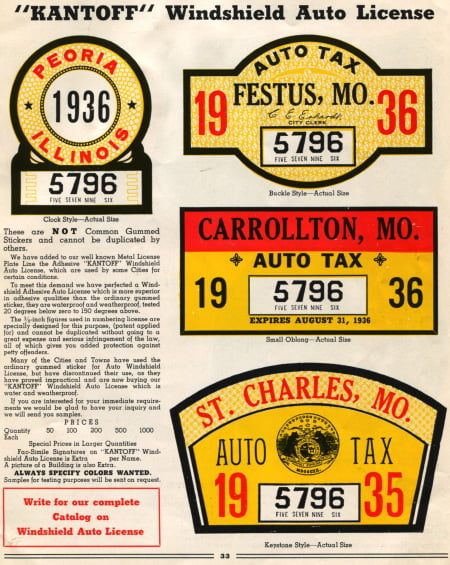 "KANTOFF" Windshield Auto License
PEORIA
1936
ILLINOIS
5796
FIVE SEVEN NINE SIX
Clock Style—Actual Size
AUTO TAX
19 FESTUS, MO. 36
CITY CLERK
5796
FIVE SEVEN NINE SIX
Buckle Style—Actual Size
These are NOT Common Gummed
Stickers and cannot be duplicated by
others.
We have added to our well known Metal License
Plate Line the Adhesive "KANTOFF" Windshield
Auto License, which are used by some Cities for
certain conditions.
To meet this demand we have perfected a Wind-
shield Adhesive Auto License which is more superior
in adhesive qualities than the ordinary gummed
sticker, they are waterproof and weatherproof, tested
20 degrees below zero to 150 degrees above.
The -inch figures used in numbering license are
specially designed for this purpose, (patent applied
for) and cannot be duplicated without going to a
great expense and serious infringement of the law,
all of which gives you added protection against
petty offenders.
Many of the Cities and Towns have used the
ordinary gummed sticker for Auto Windshield
License, but have discontinued their use, as they
have proved impractical and are now buying our
"KANTOFF" Windshield Auto License which is
water and weatherproof.
If you are interested for your immediate require-
ments we would be glad to have your inquiry and
we will send you samples.
PRICES
Quantity 50 100 200 500 1000
Each
Special Prices in Larger Quantities
Fac-Simile Signatures on "KANTOFF" Wind-
shield Auto License is Extra per Name.
A picture of a Building is also Extra.
ALWAYS SPECIFY COLORS WANTED.
Samples for testing purposes will be sent on request.
Write for our complete
Catalog on
Windshield Auto License
CARROLLTON, MO.
AUTO TAX
19 5796 36
FIVE SEVEN NINE SIX
EXPIRES AUGUST 31, 1936
Small Oblong—Actual Size
ST. CHARLES, MO.
AUTO TAX
19 5796 35
FIVE SEVEN NINE SIX
Keystone Style—Actual Size
33